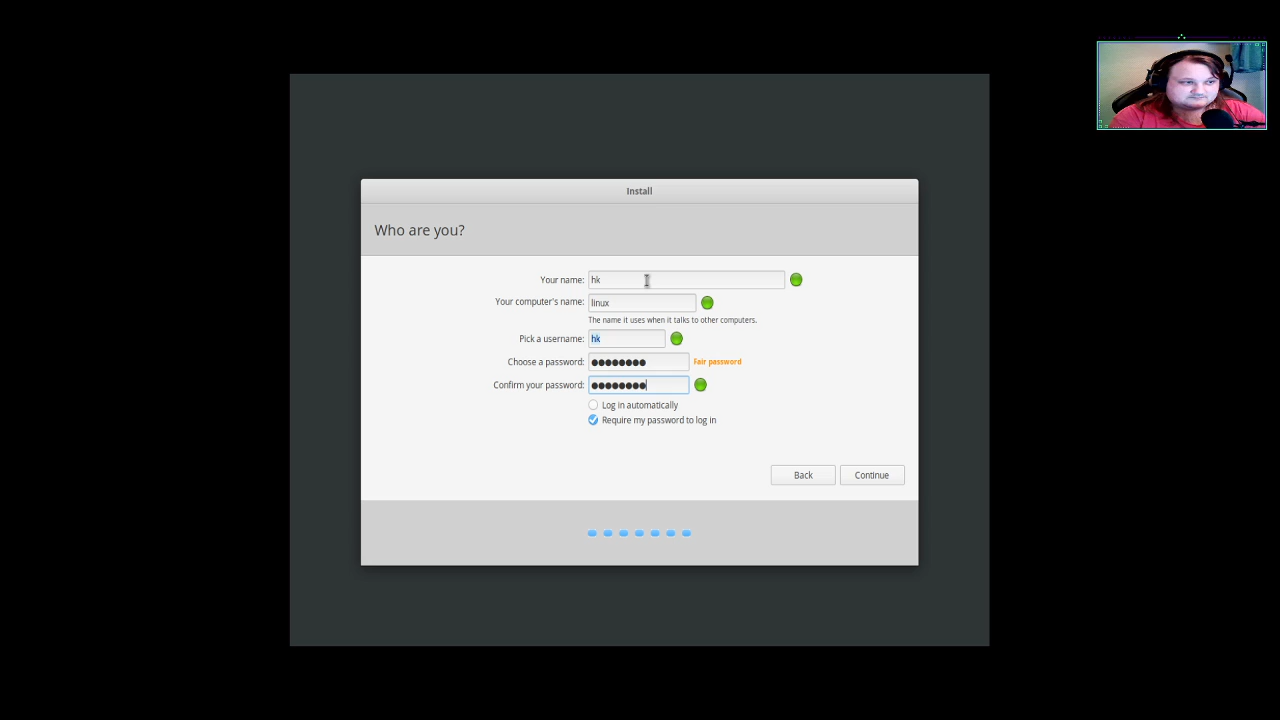 Install
Who are you?
Your name: hk
Your computer's name: linux
The name it uses when it talks to other computers.
Pick a username: hk
Choose a password: ●●●●●●●● Fair password
Confirm your password: ●●●●●●●●
Log in automatically
Require my password to log in
Back Continue